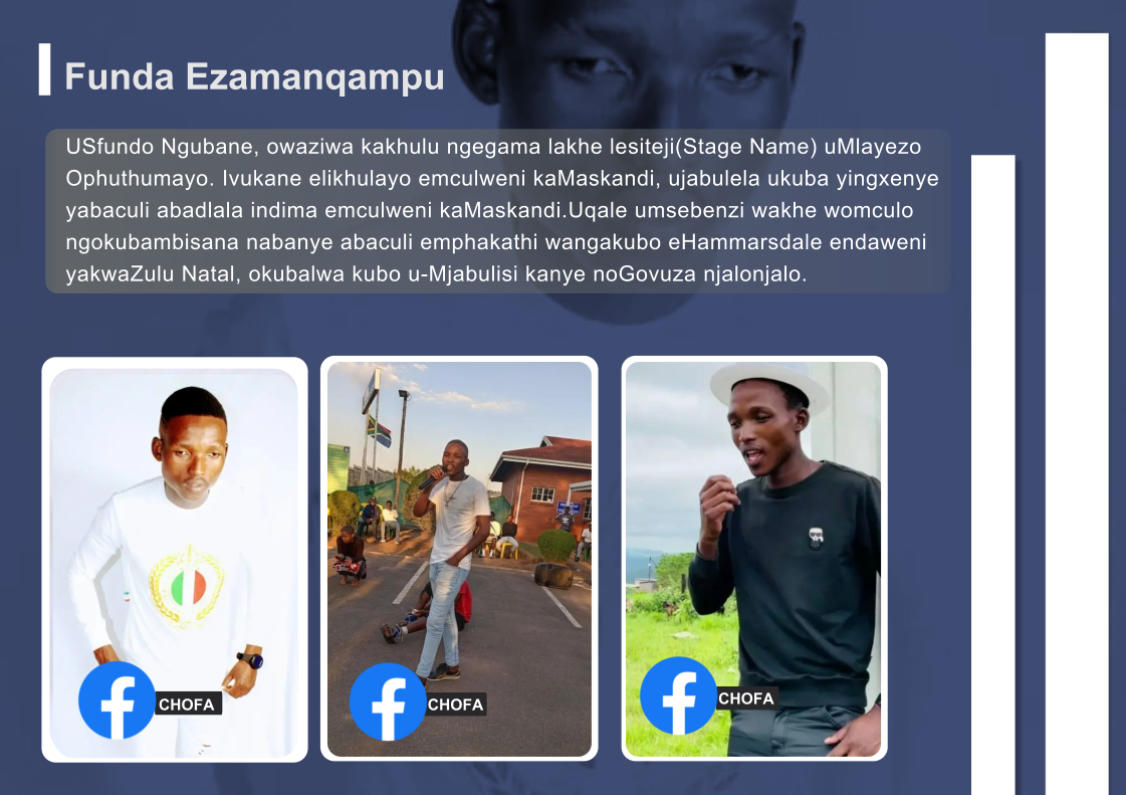 Funda Ezamanqampu
USfundo Ngubane, owaziwa kakhulu ngegama lakhe lesiteji(Stage Name) uMlayezo
Ophuthumayo. Ivukane elikhulayo emculweni kaMaskandi, ujabulela ukuba yingxenye
yabaculi abadlala indima emculweni kaMaskandi.Uqale umsebenzi wakhe womculo
ngokubambisana nabanye abaculi emphakathi wangakubo eHammarsdale endaweni
yakwaZulu Natal, okubalwa kubo u-Mjabulisi kanye noGovuza njalonjalo.
CHOFA
CHOFA
CHOFA